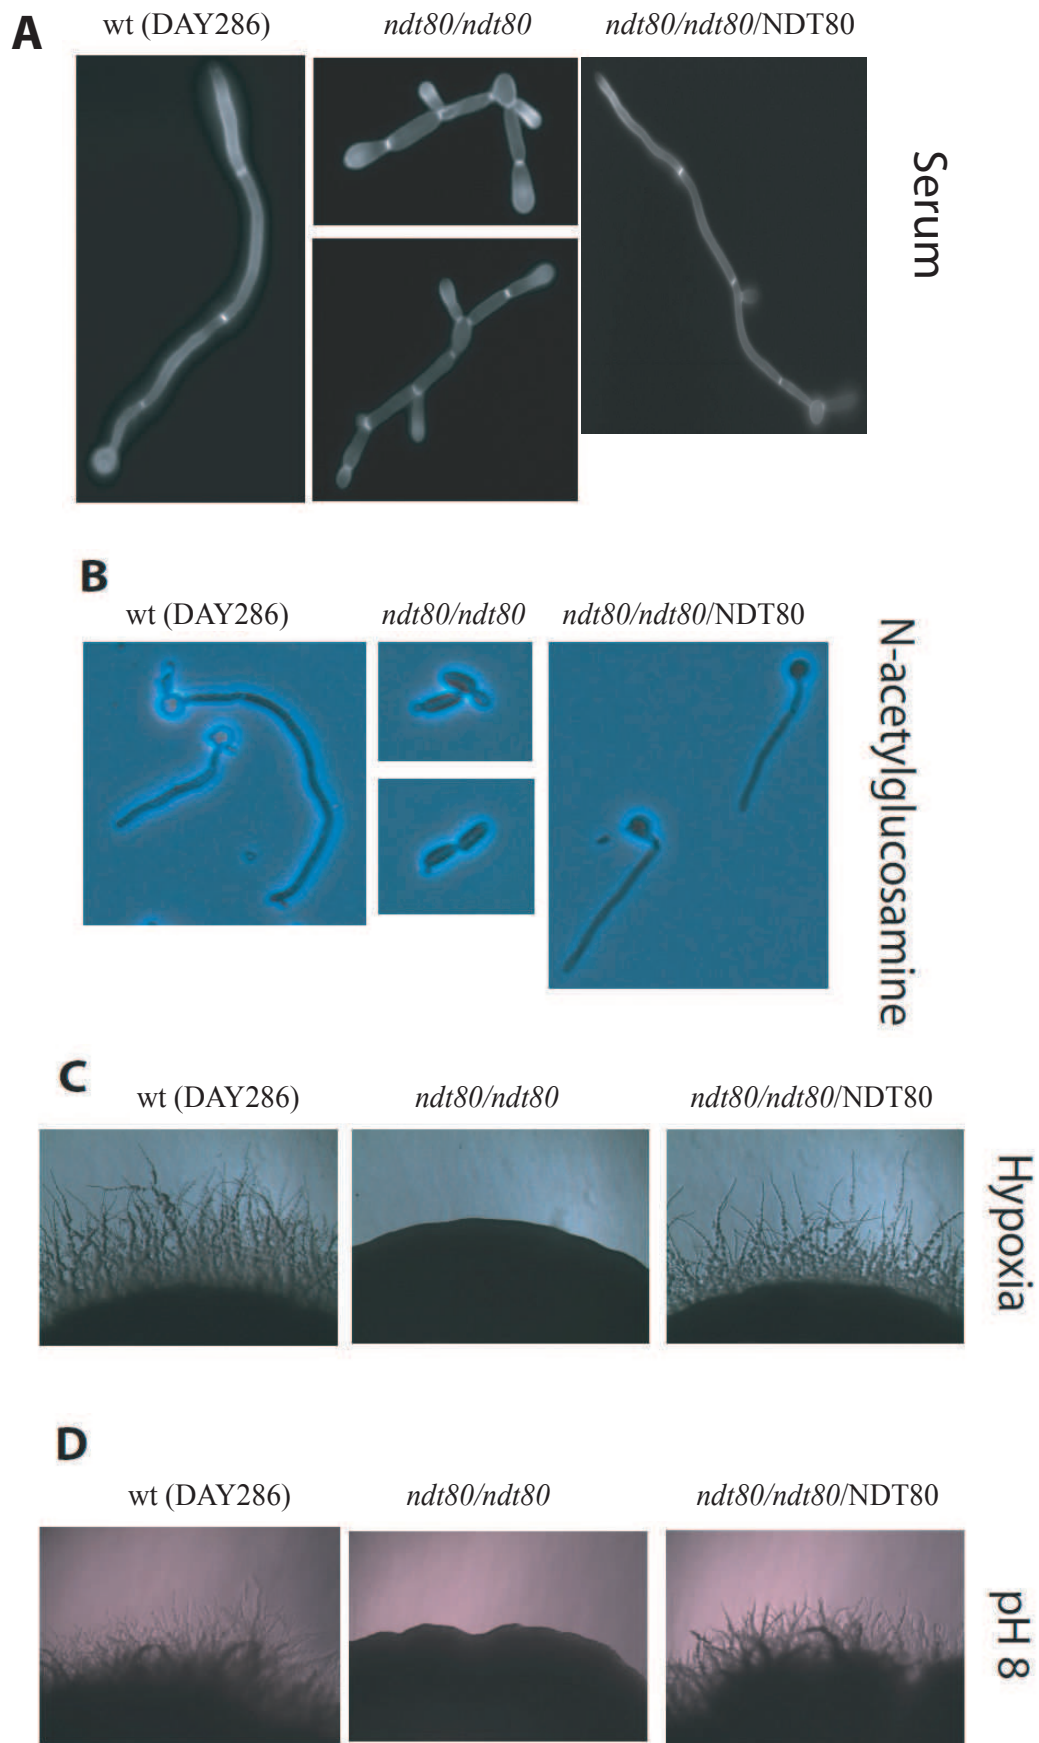 A
wt (DAY286) ndt80/ndt80 ndt80/ndt80/NDT80
Serum
B
wt (DAY286) ndt80/ndt80 ndt80/ndt80/NDT80
N-acetylglucosamine
C
wt (DAY286) ndt80/ndt80 ndt80/ndt80/NDT80
Hypoxia
D
wt (DAY286) ndt80/ndt80 ndt80/ndt80/NDT80
pH 8